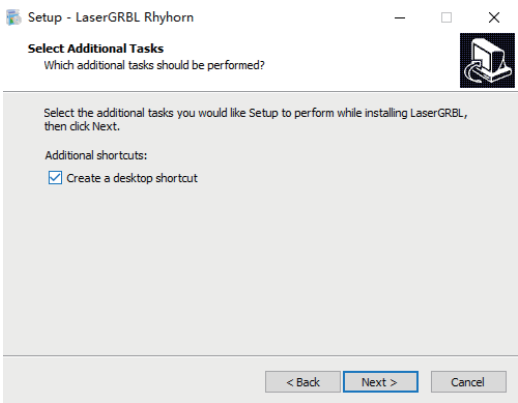 Setup - LaserGRBL Rhyhorn
Select Additional Tasks
Which additional tasks should be performed?
Select the additional tasks you would like Setup to perform while installing LaserGRBL,
then click Next.
Additional shortcuts:
Create a desktop shortcut
< Back
Next >
Cancel